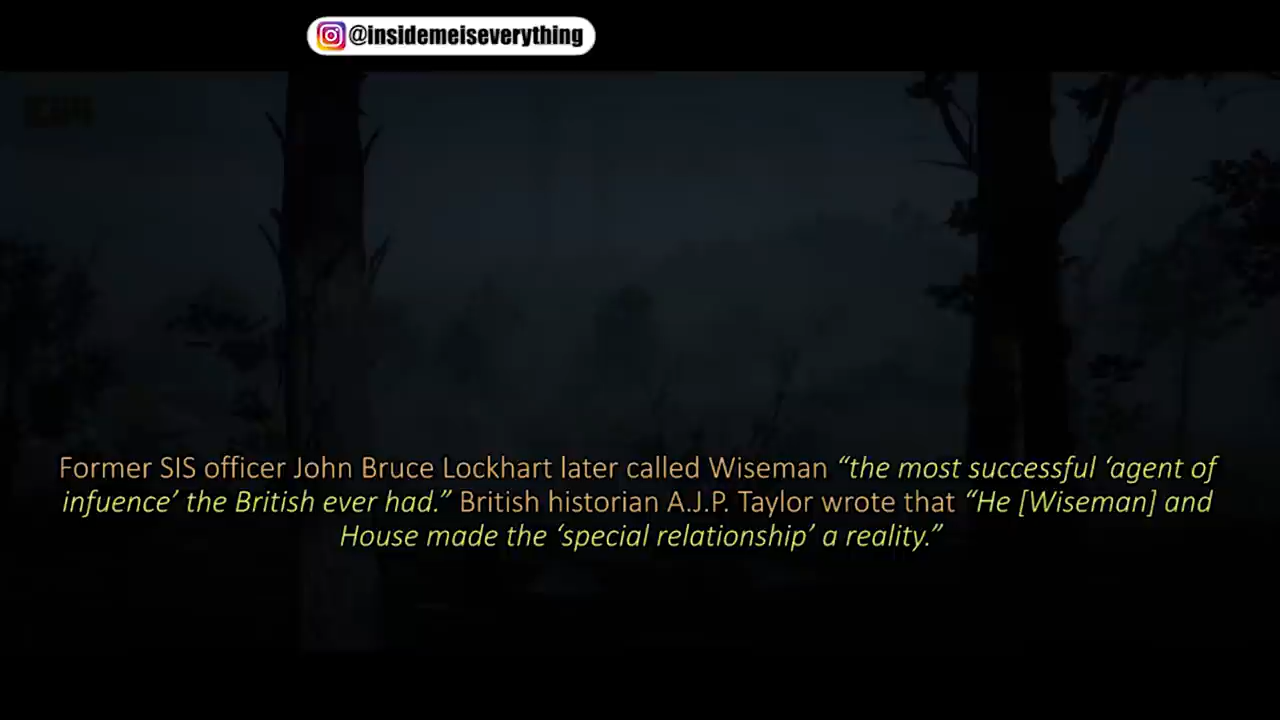 @insidemeiseverything
Former SIS officer John Bruce Lockhart later called Wiseman “the most successful ‘agent of
infuence’ the British ever had.” British historian A.J.P. Taylor wrote that “He [Wiseman] and
House made the ‘special relationship’ a reality.”